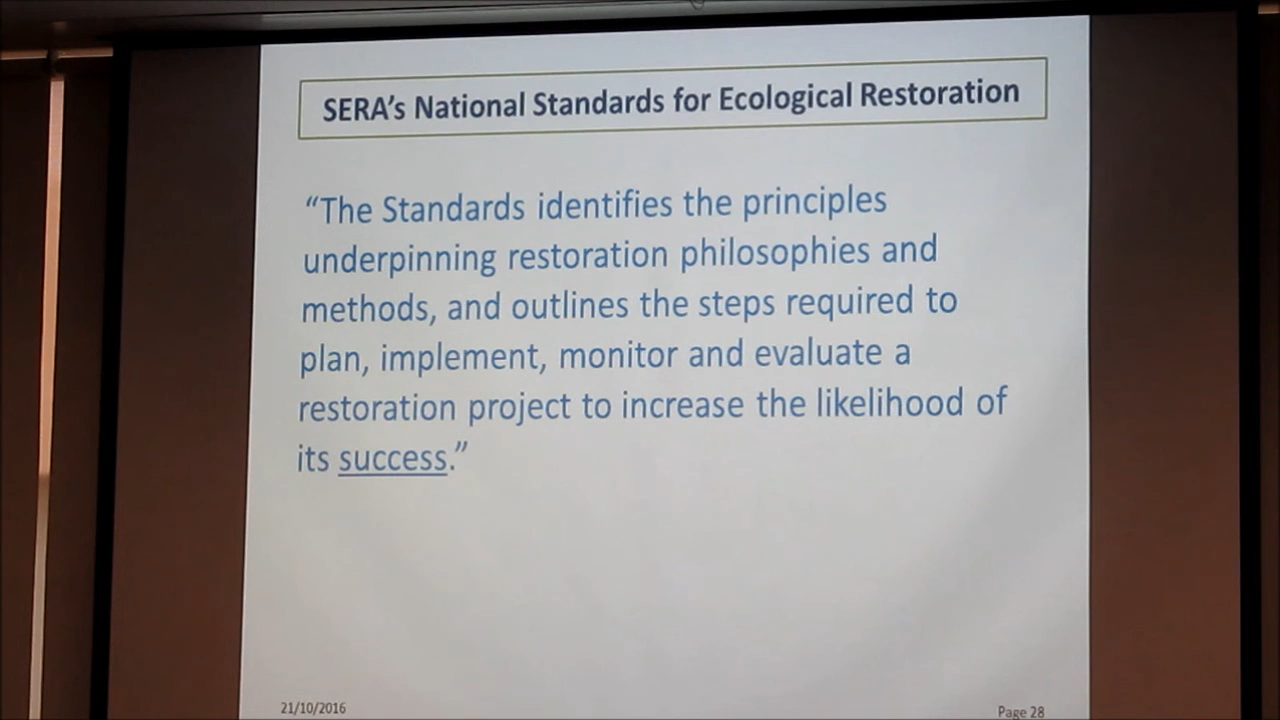 SERA's National Standards for Ecological Restoration
“The Standards identifies the principles
underpinning restoration philosophies and
methods, and outlines the steps required to
plan, implement, monitor and evaluate a
restoration project to increase the likelihood of
its success.”
21/10/2016
Page 28